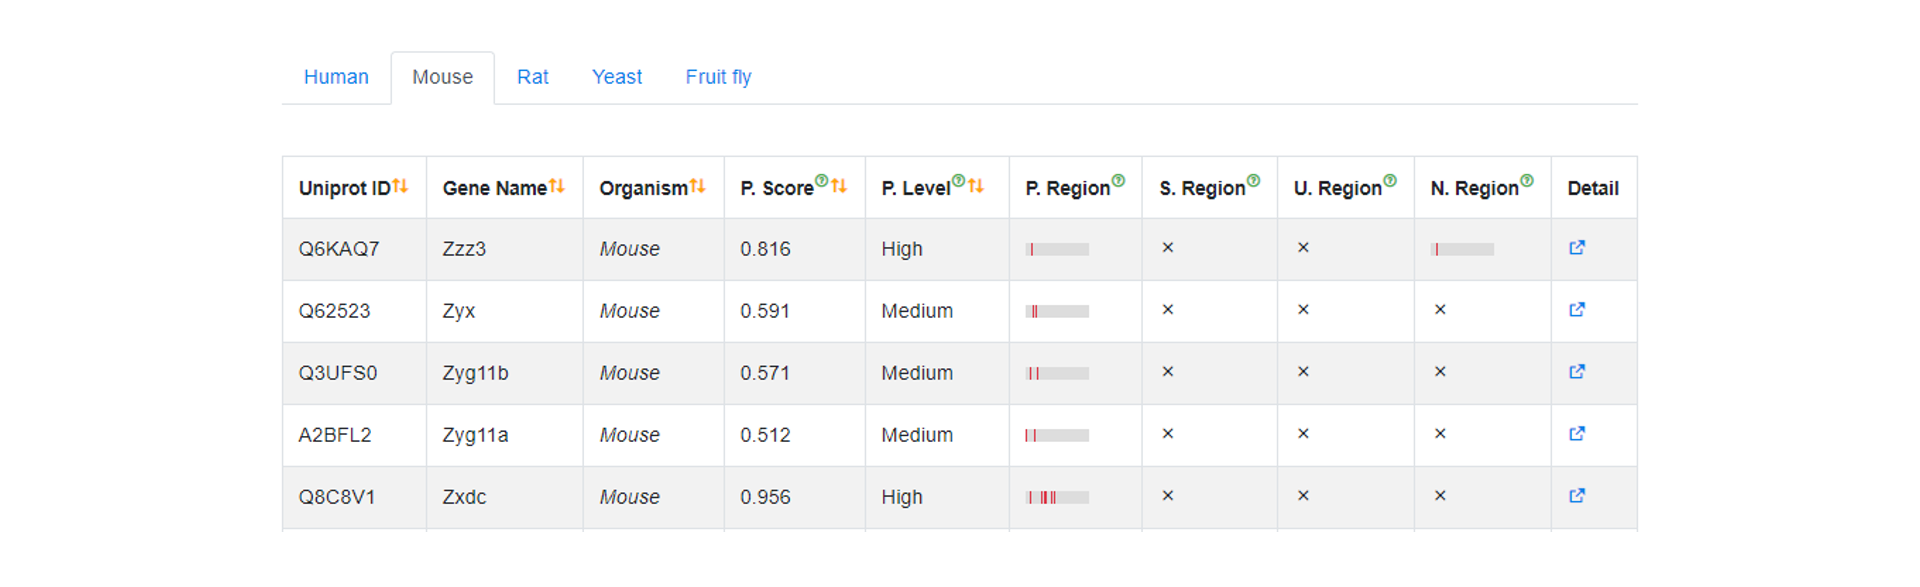 Human Mouse Rat Yeast Fruit fly
Uniprot ID Gene Name Organism P. Score P. Level P. Region S. Region U. Region N. Region Detail
Q6KAQ7 Zzz3 Mouse 0.816 High × ×
Q62523 Zyx Mouse 0.591 Medium × × ×
Q3UFS0 Zyg11b Mouse 0.571 Medium × × ×
A2BFL2 Zyg11a Mouse 0.512 Medium × × ×
Q8C8V1 Zxdc Mouse 0.956 High × × ×